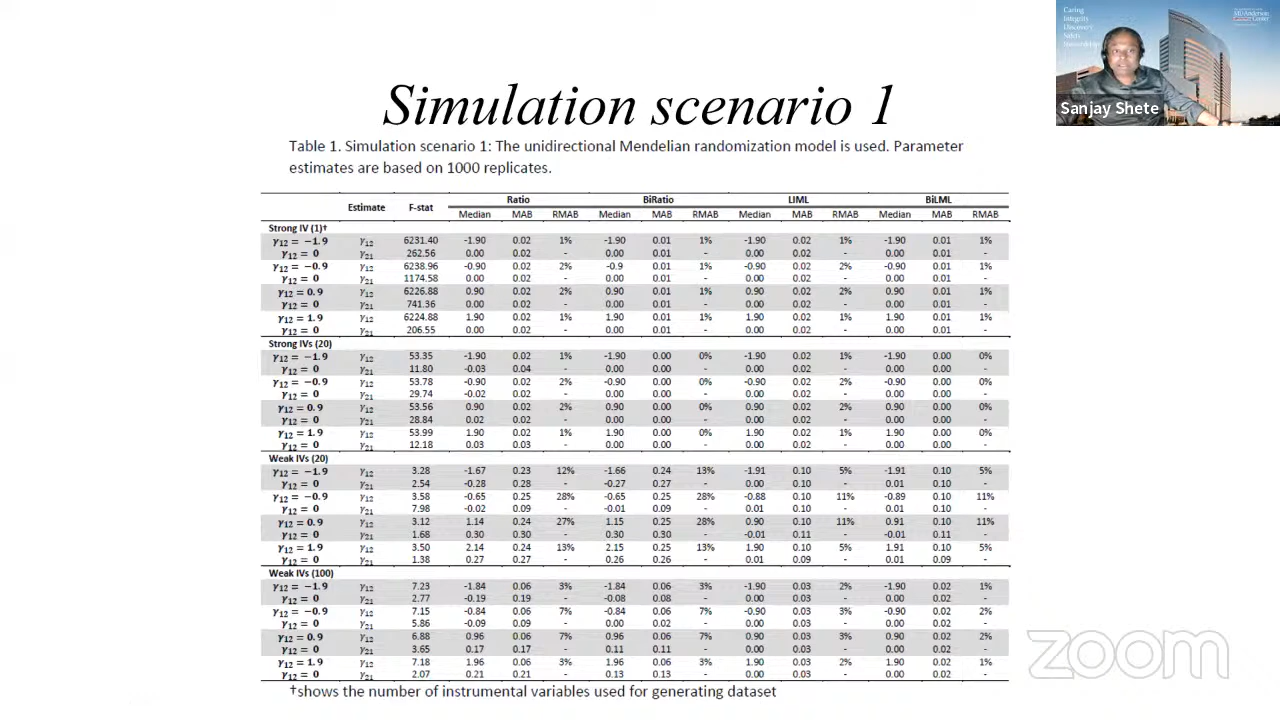 Caring
Integrity
Discovery
MD Anderson
Center
Sanjay Shete
Simulation scenario 1
Table 1. Simulation scenario 1: The unidirectional Mendelian randomization model is used. Parameter
estimates are based on 1000 replicates.
Estimate F-stat Ratio BiRatio LIML BiLML
Median MAB RMAB Median MAB RMAB Median MAB RMAB Median MAB RMAB
Strong IV (1)†
γ12 = −1.9 γ12 6231.40 -1.90 0.02 1% -1.90 0.01 1% -1.90 0.02 1% -1.90 0.01 1%
γ12 = 0 γ21 262.56 0.00 0.02 - 0.00 0.01 - 0.00 0.02 - 0.00 0.01 -
γ12 = −0.9 γ12 6238.96 -0.90 0.02 2% -0.9 0.01 1% -0.90 0.02 2% -0.90 0.01 1%
γ12 = 0 γ21 1174.58 0.00 0.02 - 0.00 0.01 - 0.00 0.02 - 0.00 0.01 -
γ12 = 0.9 γ12 6226.88 0.90 0.02 2% 0.90 0.01 1% 0.90 0.02 2% 0.90 0.01 1%
γ12 = 0 γ21 741.36 0.00 0.02 - 0.00 0.01 - 0.00 0.02 - 0.00 0.01 -
γ12 = 1.9 γ12 6224.88 1.90 0.02 1% 1.90 0.01 1% 1.90 0.02 1% 1.90 0.01 1%
γ12 = 0 γ21 206.55 0.00 0.02 - 0.00 0.01 - 0.00 0.02 - 0.00 0.01 -
Strong IVs (20)
γ12 = −1.9 γ12 53.35 -1.90 0.02 1% -1.90 0.00 0% -1.90 0.02 1% -1.90 0.00 0%
γ12 = 0 γ21 11.80 -0.03 0.04 - 0.00 0.00 - 0.00 0.02 - 0.00 0.00 -
γ12 = −0.9 γ12 53.78 -0.90 0.02 2% -0.90 0.00 0% -0.90 0.02 2% -0.90 0.00 0%
γ12 = 0 γ21 29.74 -0.02 0.02 - 0.00 0.00 - 0.00 0.02 - 0.00 0.00 -
γ12 = 0.9 γ12 53.56 0.90 0.02 2% 0.90 0.00 0% 0.90 0.02 2% 0.90 0.00 0%
γ12 = 0 γ21 28.84 0.02 0.02 - 0.00 0.00 - 0.00 0.02 - 0.00 0.00 -
γ12 = 1.9 γ12 53.99 1.90 0.02 1% 1.90 0.00 0% 1.90 0.02 1% 1.90 0.00 0%
γ12 = 0 γ21 12.18 0.03 0.03 - 0.00 0.00 - 0.00 0.02 - 0.00 0.00 -
Weak IVs (20)
γ12 = −1.9 γ12 3.28 -1.67 0.23 12% -1.66 0.24 13% -1.91 0.10 5% -1.91 0.10 5%
γ12 = 0 γ21 2.54 -0.28 0.28 - -0.27 0.27 - 0.00 0.10 - 0.01 0.10 -
γ12 = −0.9 γ12 3.58 -0.65 0.25 28% -0.65 0.25 28% -0.88 0.10 11% -0.89 0.10 11%
γ12 = 0 γ21 7.98 -0.02 0.09 - -0.01 0.09 - 0.01 0.10 - 0.01 0.10 -
γ12 = 0.9 γ12 3.12 1.14 0.24 27% 1.15 0.25 28% 0.90 0.10 11% 0.91 0.10 11%
γ12 = 0 γ21 1.68 0.30 0.30 - 0.30 0.30 - -0.01 0.11 - -0.01 0.11 -
γ12 = 1.9 γ12 3.50 2.14 0.24 13% 2.15 0.25 13% 1.90 0.10 5% 1.91 0.10 5%
γ12 = 0 γ21 1.38 0.27 0.27 - 0.26 0.26 - 0.01 0.09 - 0.01 0.09 -
Weak IVs (100)
γ12 = −1.9 γ12 7.23 -1.84 0.06 3% -1.84 0.06 3% -1.90 0.03 2% -1.90 0.02 1%
γ12 = 0 γ21 2.77 -0.19 0.19 - -0.08 0.08 - 0.00 0.03 - 0.00 0.02 -
γ12 = −0.9 γ12 7.15 -0.84 0.06 7% -0.84 0.06 7% -0.90 0.03 3% -0.90 0.02 2%
γ12 = 0 γ21 5.86 -0.09 0.09 - 0.00 0.02 - 0.00 0.03 - 0.00 0.02 -
γ12 = 0.9 γ12 6.88 0.96 0.06 7% 0.96 0.06 7% 0.90 0.03 3% 0.90 0.02 2%
γ12 = 0 γ21 3.65 0.17 0.17 - 0.11 0.11 - 0.00 0.03 - 0.00 0.02 -
γ12 = 1.9 γ12 7.18 1.96 0.06 3% 1.96 0.06 3% 1.90 0.03 2% 1.90 0.02 1%
γ12 = 0 γ21 2.07 0.21 0.21 - 0.13 0.13 - 0.00 0.03 - 0.00 0.02 -
†shows the number of instrumental variables used for generating dataset
zoom